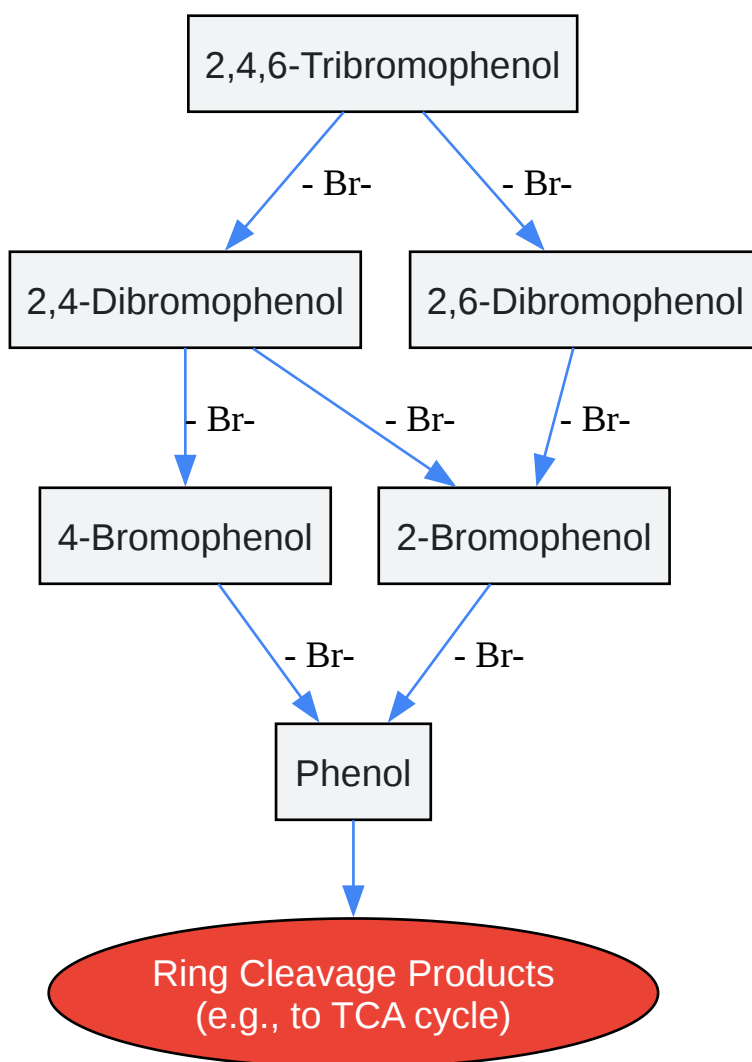 2,4,6-Tribromophenol
- Br-
- Br-
2,4-Dibromophenol
2,6-Dibromophenol
- Br-
- Br-
- Br-
4-Bromophenol
2-Bromophenol
- Br-
- Br-
Phenol
Ring Cleavage Products
(e.g., to TCA cycle)